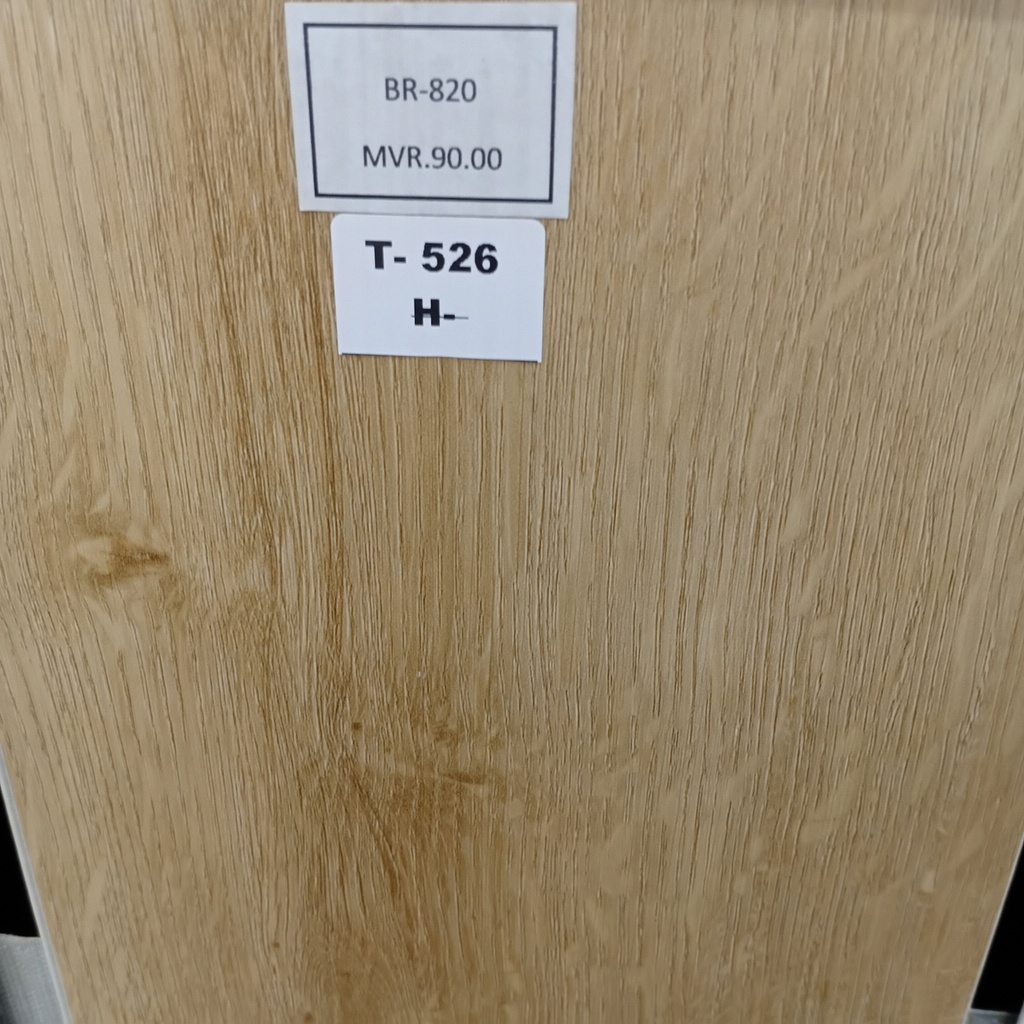 BR-820
MVR.90.00
T- 526
H-